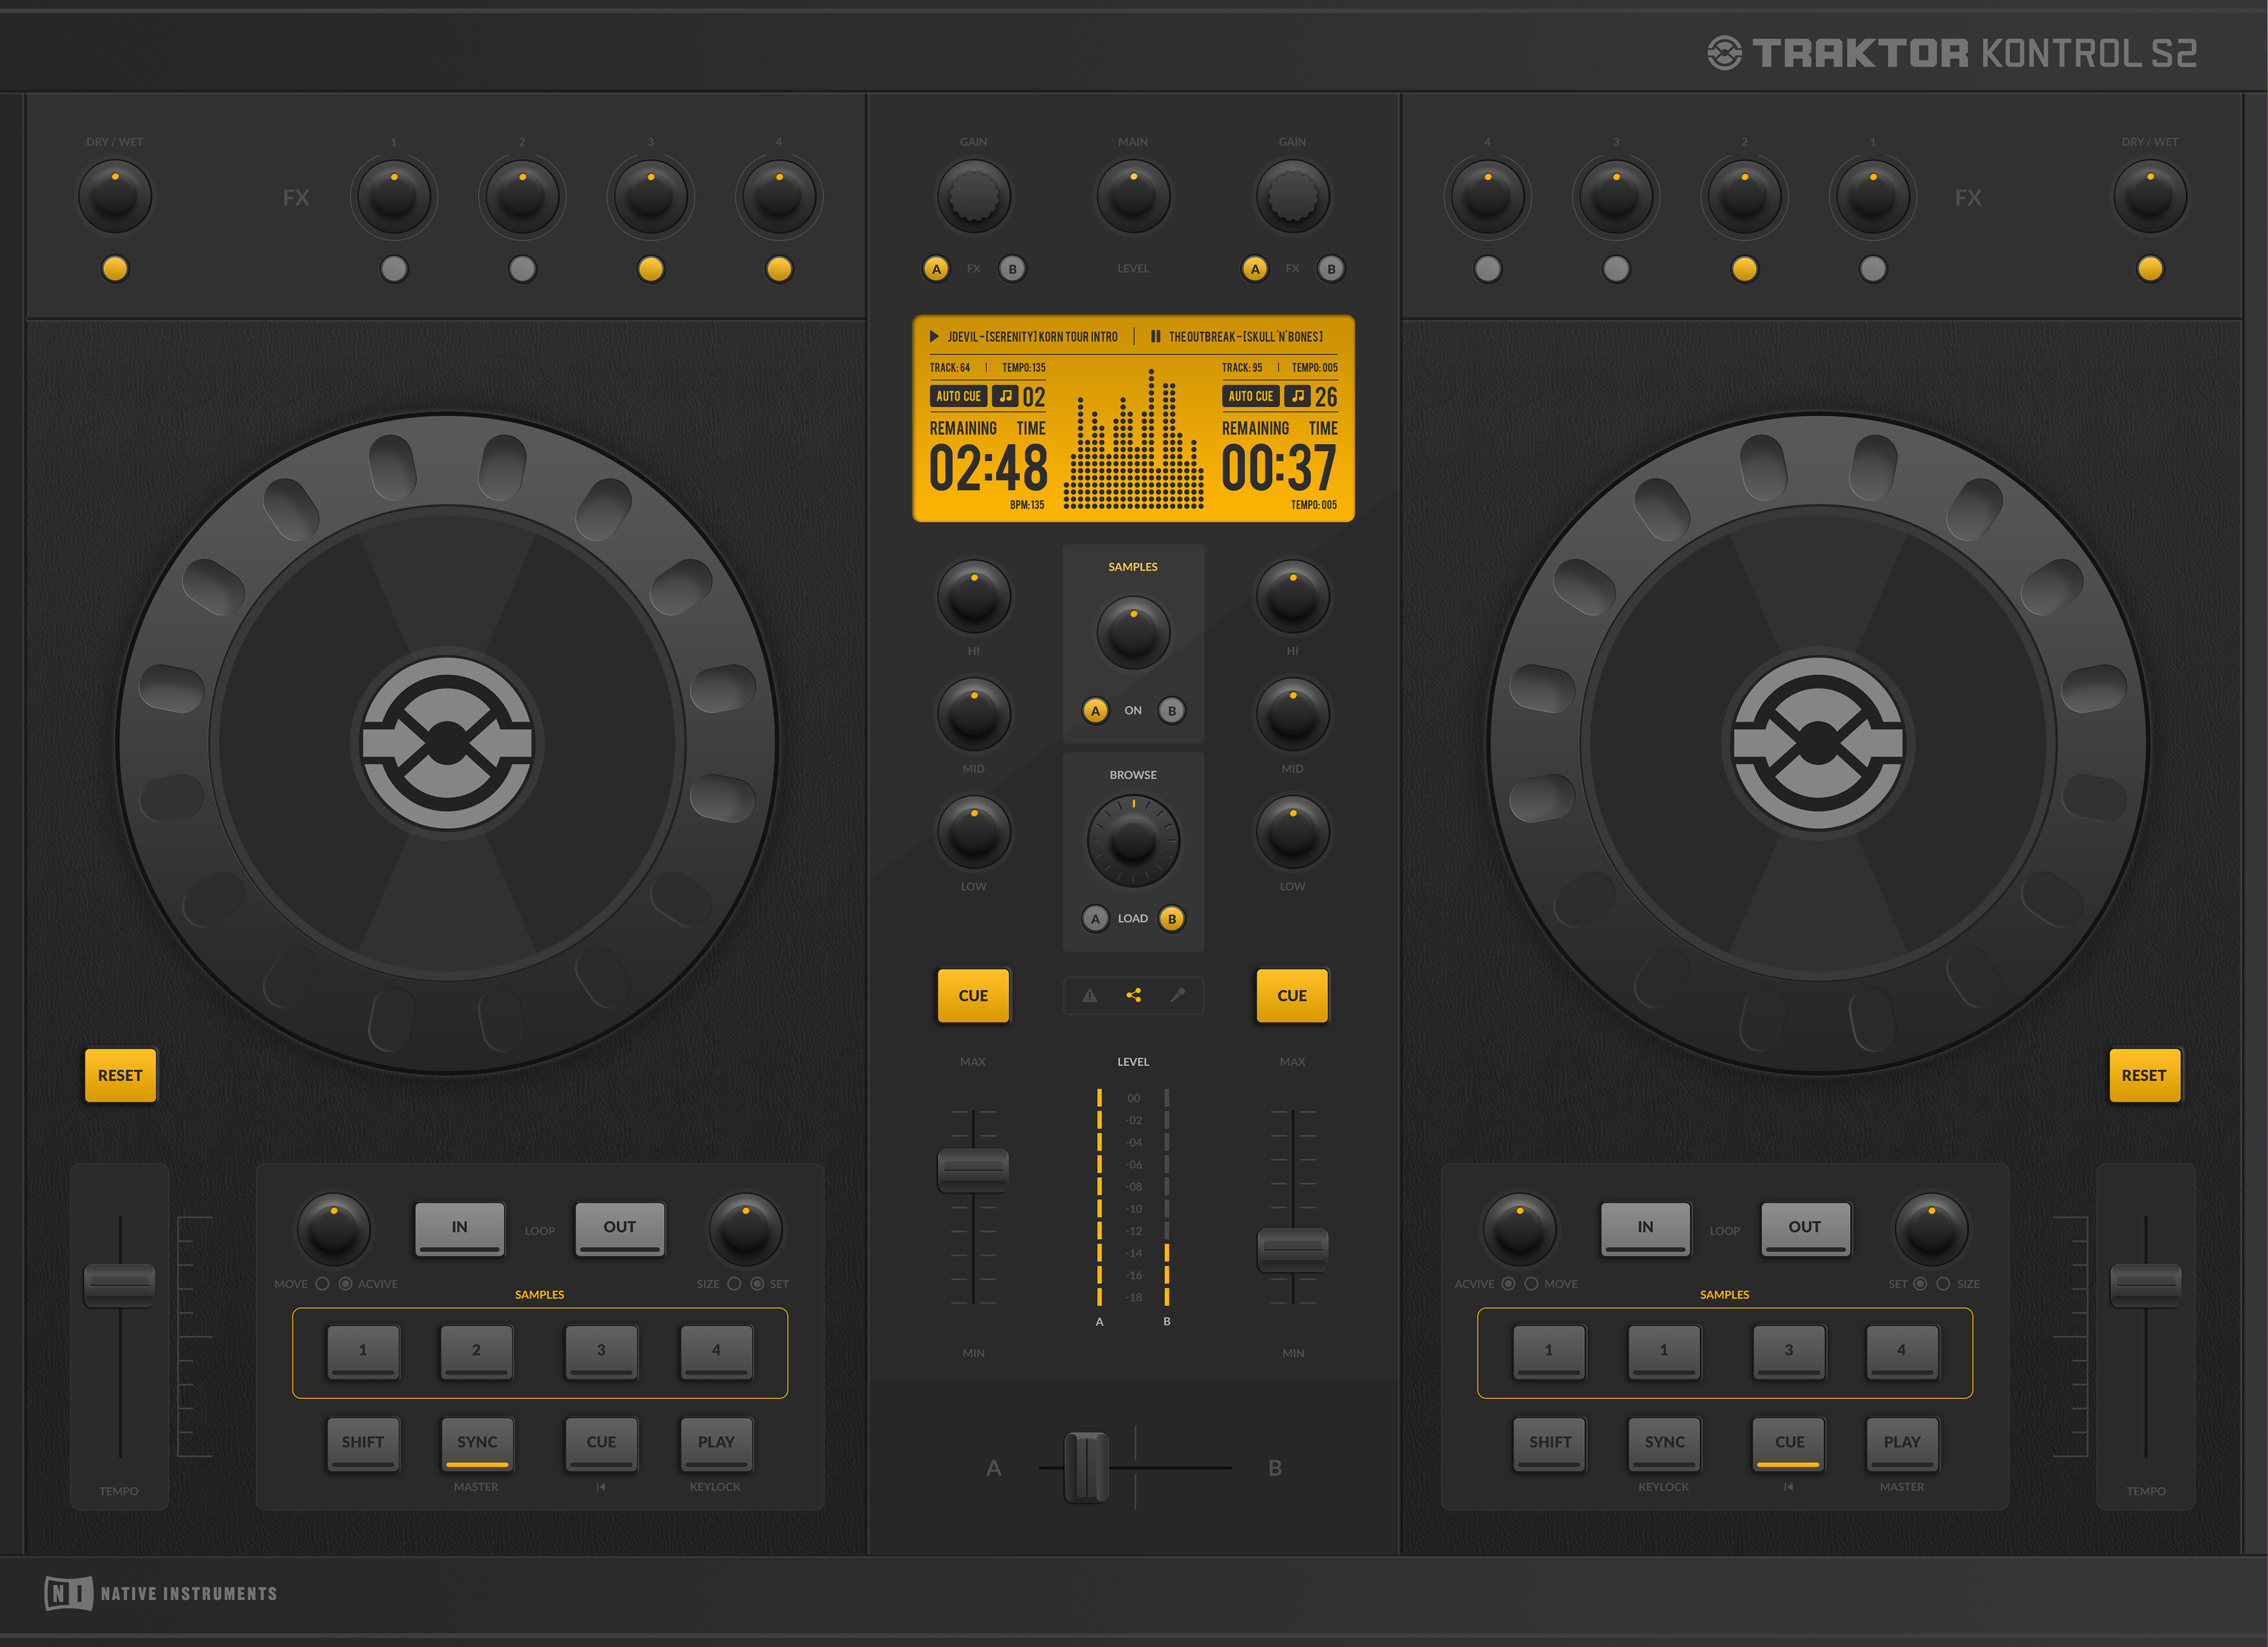 TRAKTOR KONTROL S2
DRY / WET
1
2
3
4
FX
GAIN
MAIN
GAIN
A FX B
LEVEL
A FX B
4
3
2
1
FX
DRY / WET
JDEVIL-[SERENITY] KORN TOUR INTRO
THE OUTBREAK-[SKULL 'N' BONES]
TRACK: 64 | TEMPO:135
AUTO CUE 02
REMAINING TIME
02:48
BPM:135
TRACK: 95 | TEMPO: 005
AUTO CUE 26
REMAINING TIME
00:37
TEMPO: 005
HI
MID
LOW
SAMPLES
A ON B
BROWSE
A LOAD B
HI
MID
LOW
CUE
CUE
RESET
RESET
MAX
LEVEL
MAX
00
-02
-04
-06
-08
-10
-12
-14
-16
-18
A
B
MIN
MIN
A
B
TEMPO
IN
LOOP
OUT
MOVE
ACVIVE
SIZE
SET
SAMPLES
1
2
3
4
SHIFT
SYNC
CUE
PLAY
MASTER
KEYLOCK
IN
LOOP
OUT
ACVIVE
MOVE
SET
SIZE
SAMPLES
1
1
3
4
SHIFT
SYNC
CUE
PLAY
KEYLOCK
MASTER
TEMPO
NI NATIVE INSTRUMENTS